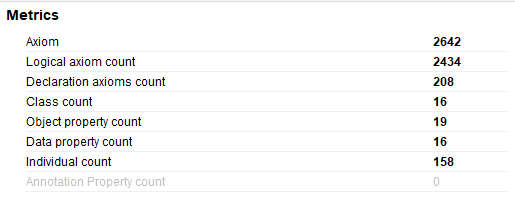 Metrics
Axiom 2642
Logical axiom count 2434
Declaration axioms count 208
Class count 16
Object property count 19
Data property count 16
Individual count 158
Annotation Property count 0